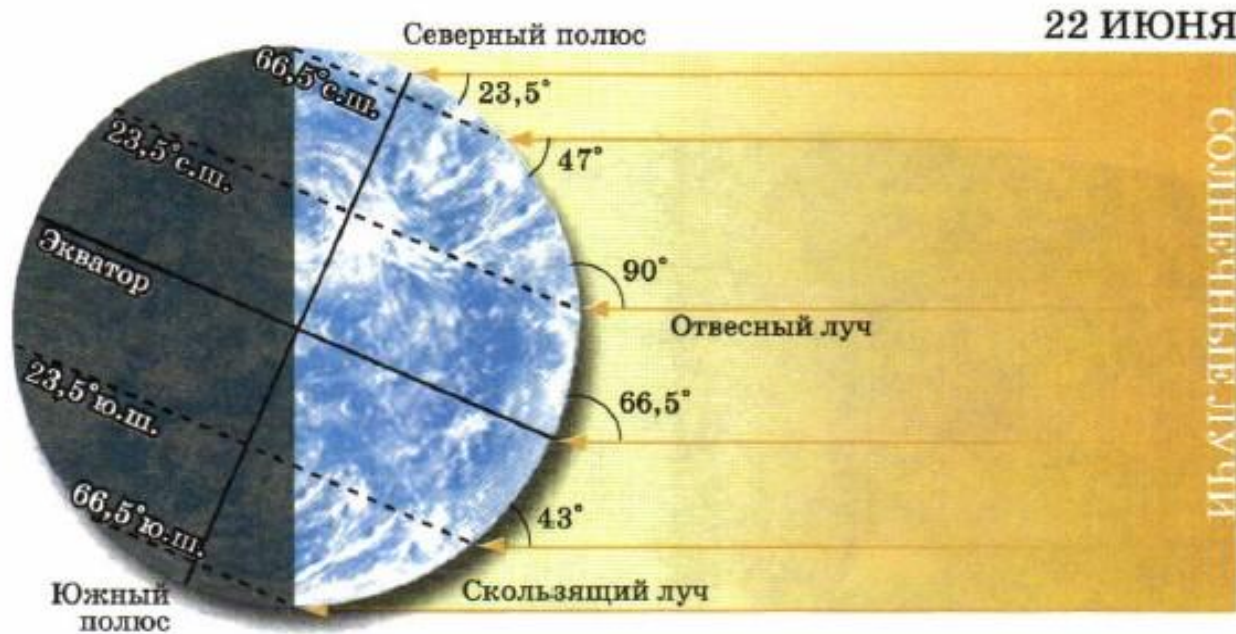 22 ИЮНЯ
Северный полюс
66,5° с.ш.
23,5°
23,5° с.ш.
47°
СОЛНЕЧНЫЕ ЛУЧИ
Экватор
90°
Отвесный луч
23,5° ю.ш.
66,5°
66,5° ю.ш.
43°
Скользящий луч
Южный
полюс